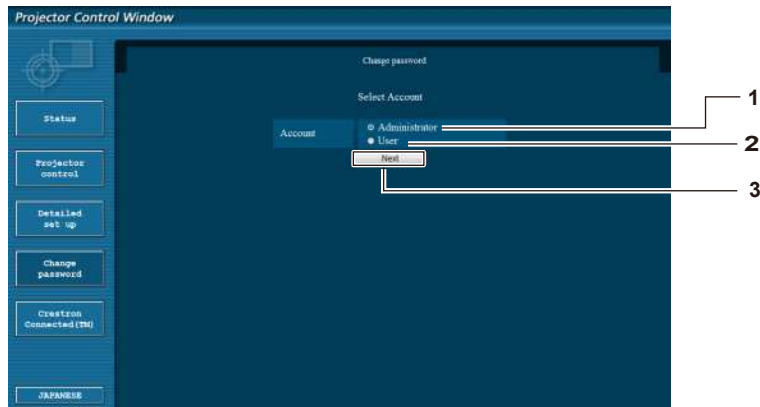 Projector Control Window
Change password
Select Account
Account
Administrator
User
Next
1
2
3
Status
Projector
control
Detailed
set up
Change
password
Crestron
Connected(TM)
JAPANESE